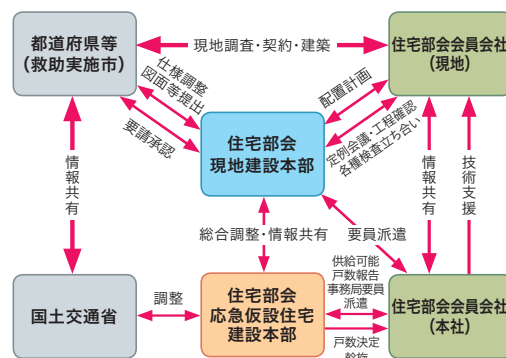 都道府県等
(救助実施市)
現地調査・契約・建築
住宅部会会員会社
(現地)
仕様調整
図面等提出
要請承認
配置計画
定例会議・工程確認
各種検査立ち合い
住宅部会
現地建設本部
情報共有
情報共有
技術支援
総合調整・情報共有
要員派遣
国土交通省
調整
住宅部会
応急仮設住宅
建設本部
供給可能
戸数報告
事務局要員
派遣
戸数決定
斡旋
住宅部会会員会社
(本社)